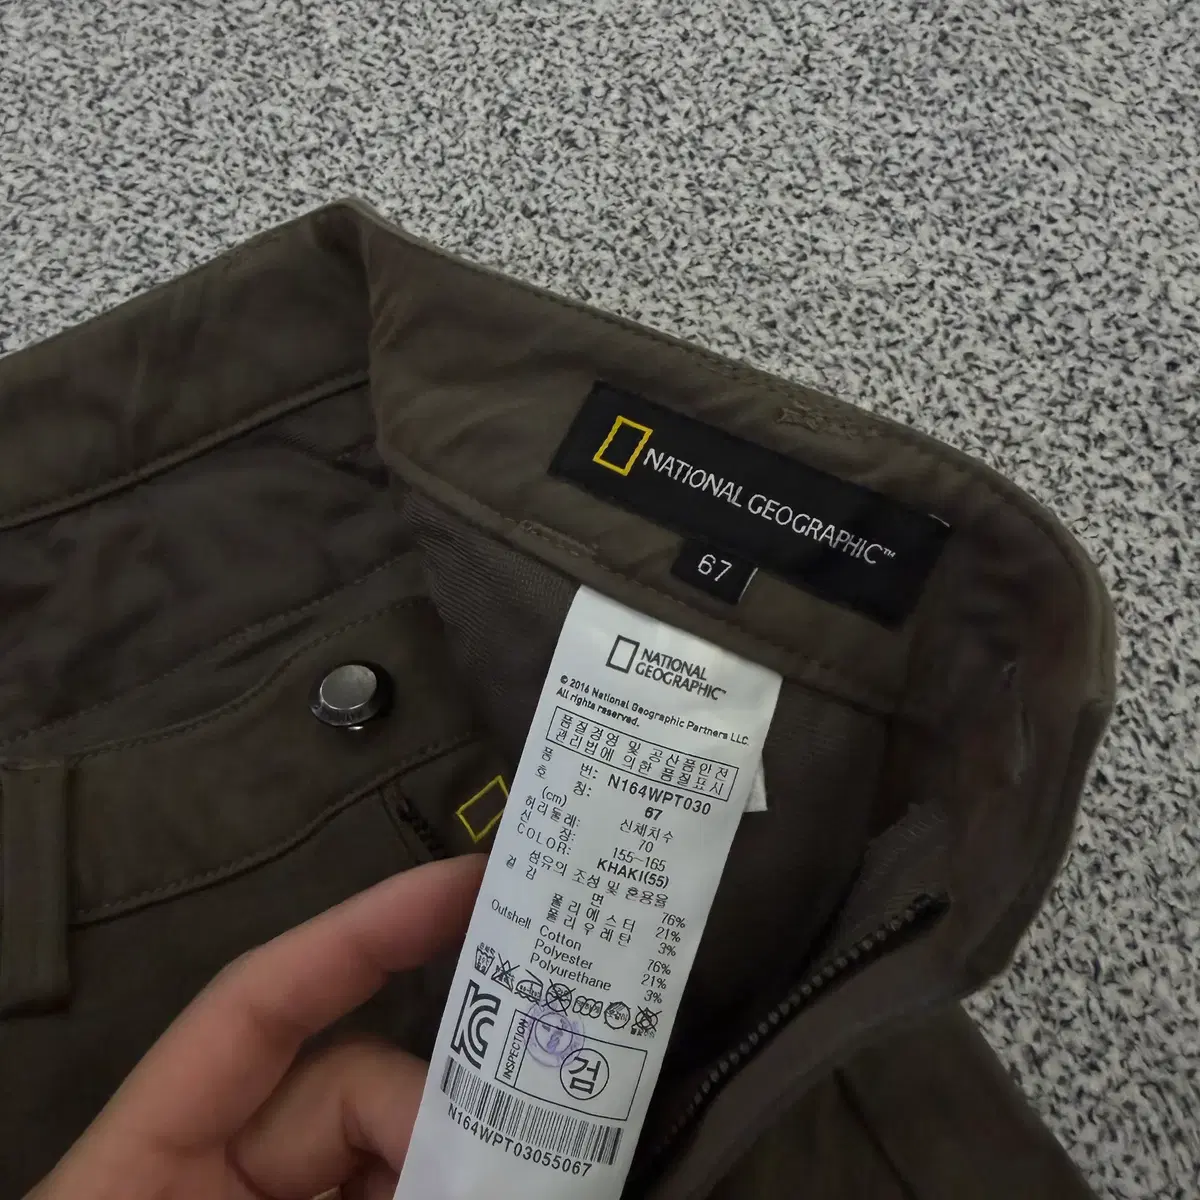 NATIONAL GEOGRAPHIC™
67
NATIONAL
GEOGRAPHIC™
© 2016 National Geographic Partners LLC.
All rights reserved.
품질경영 및 공산품안전
관리법에 의한 품질표시
품 번: N164WPT030
호 칭: 67
(cm) 신체치수
허리둘레: 70
신 장: 155-165
COLOR: KHAKI(55)
섬유의 조성 및 혼용율
겉 감 면 76%
폴리에스터 21%
폴리우레탄 3%
Outshell Cotton 76%
Polyester 21%
Polyurethane 3%
INSPECTION
검
N164WPT03055067